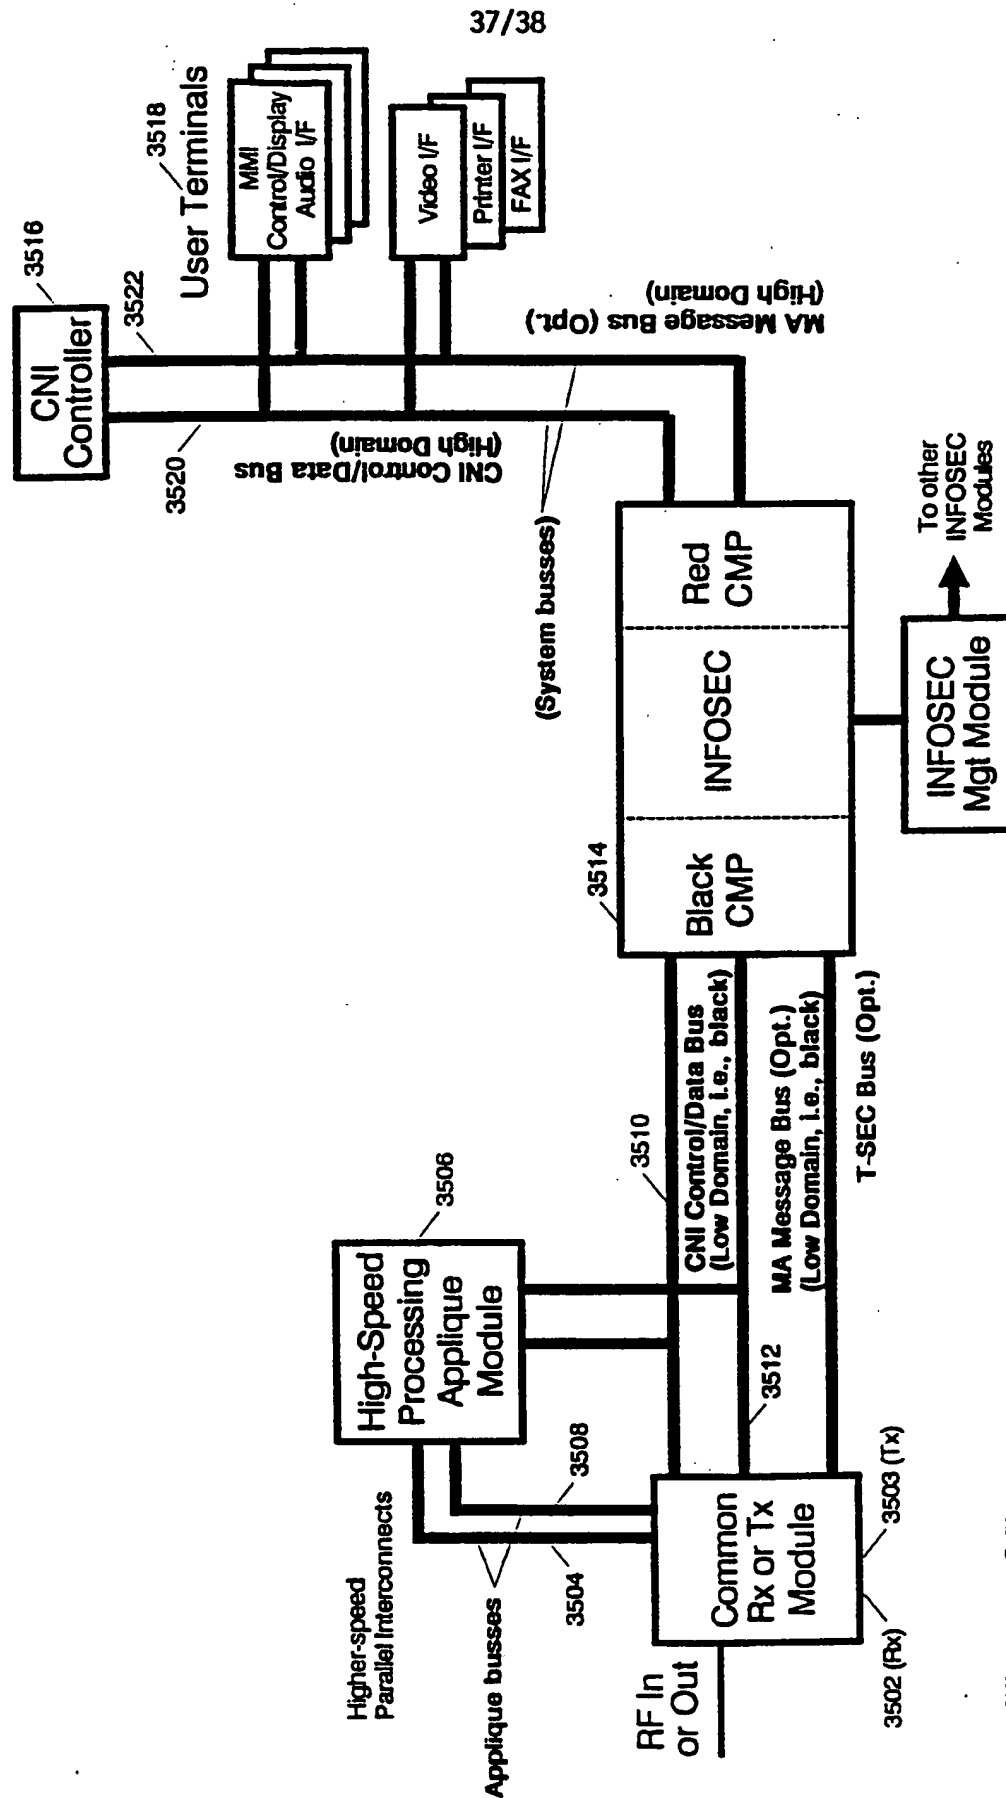 37/38
CNI
Controller
3516
3522
3520
User Terminals
3518
MMI
Control/Display
Audio I/F
Video I/F
Printer I/F
FAX I/F
CNI Control/Data Bus
(High Domain)
MA Message Bus (Opt.)
(High Domain)
(System busses)
Higher-speed
Parallel Interconnects
Applique busses
3504
3508
High-Speed
Processing
Applique
Module
3506
RF In
or Out
Common
Rx or Tx
Module
3502 (Rx)
3503 (Tx)
3510
3512
CNI Control/Data Bus
(Low Domain, i.e., black)
MA Message Bus (Opt.)
(Low Domain, i.e., black)
T-SEC Bus (Opt.)
3514
Black
CMP
INFOSEC
Red
CMP
INFOSEC
Mgt Module
To other
INFOSEC
Modules